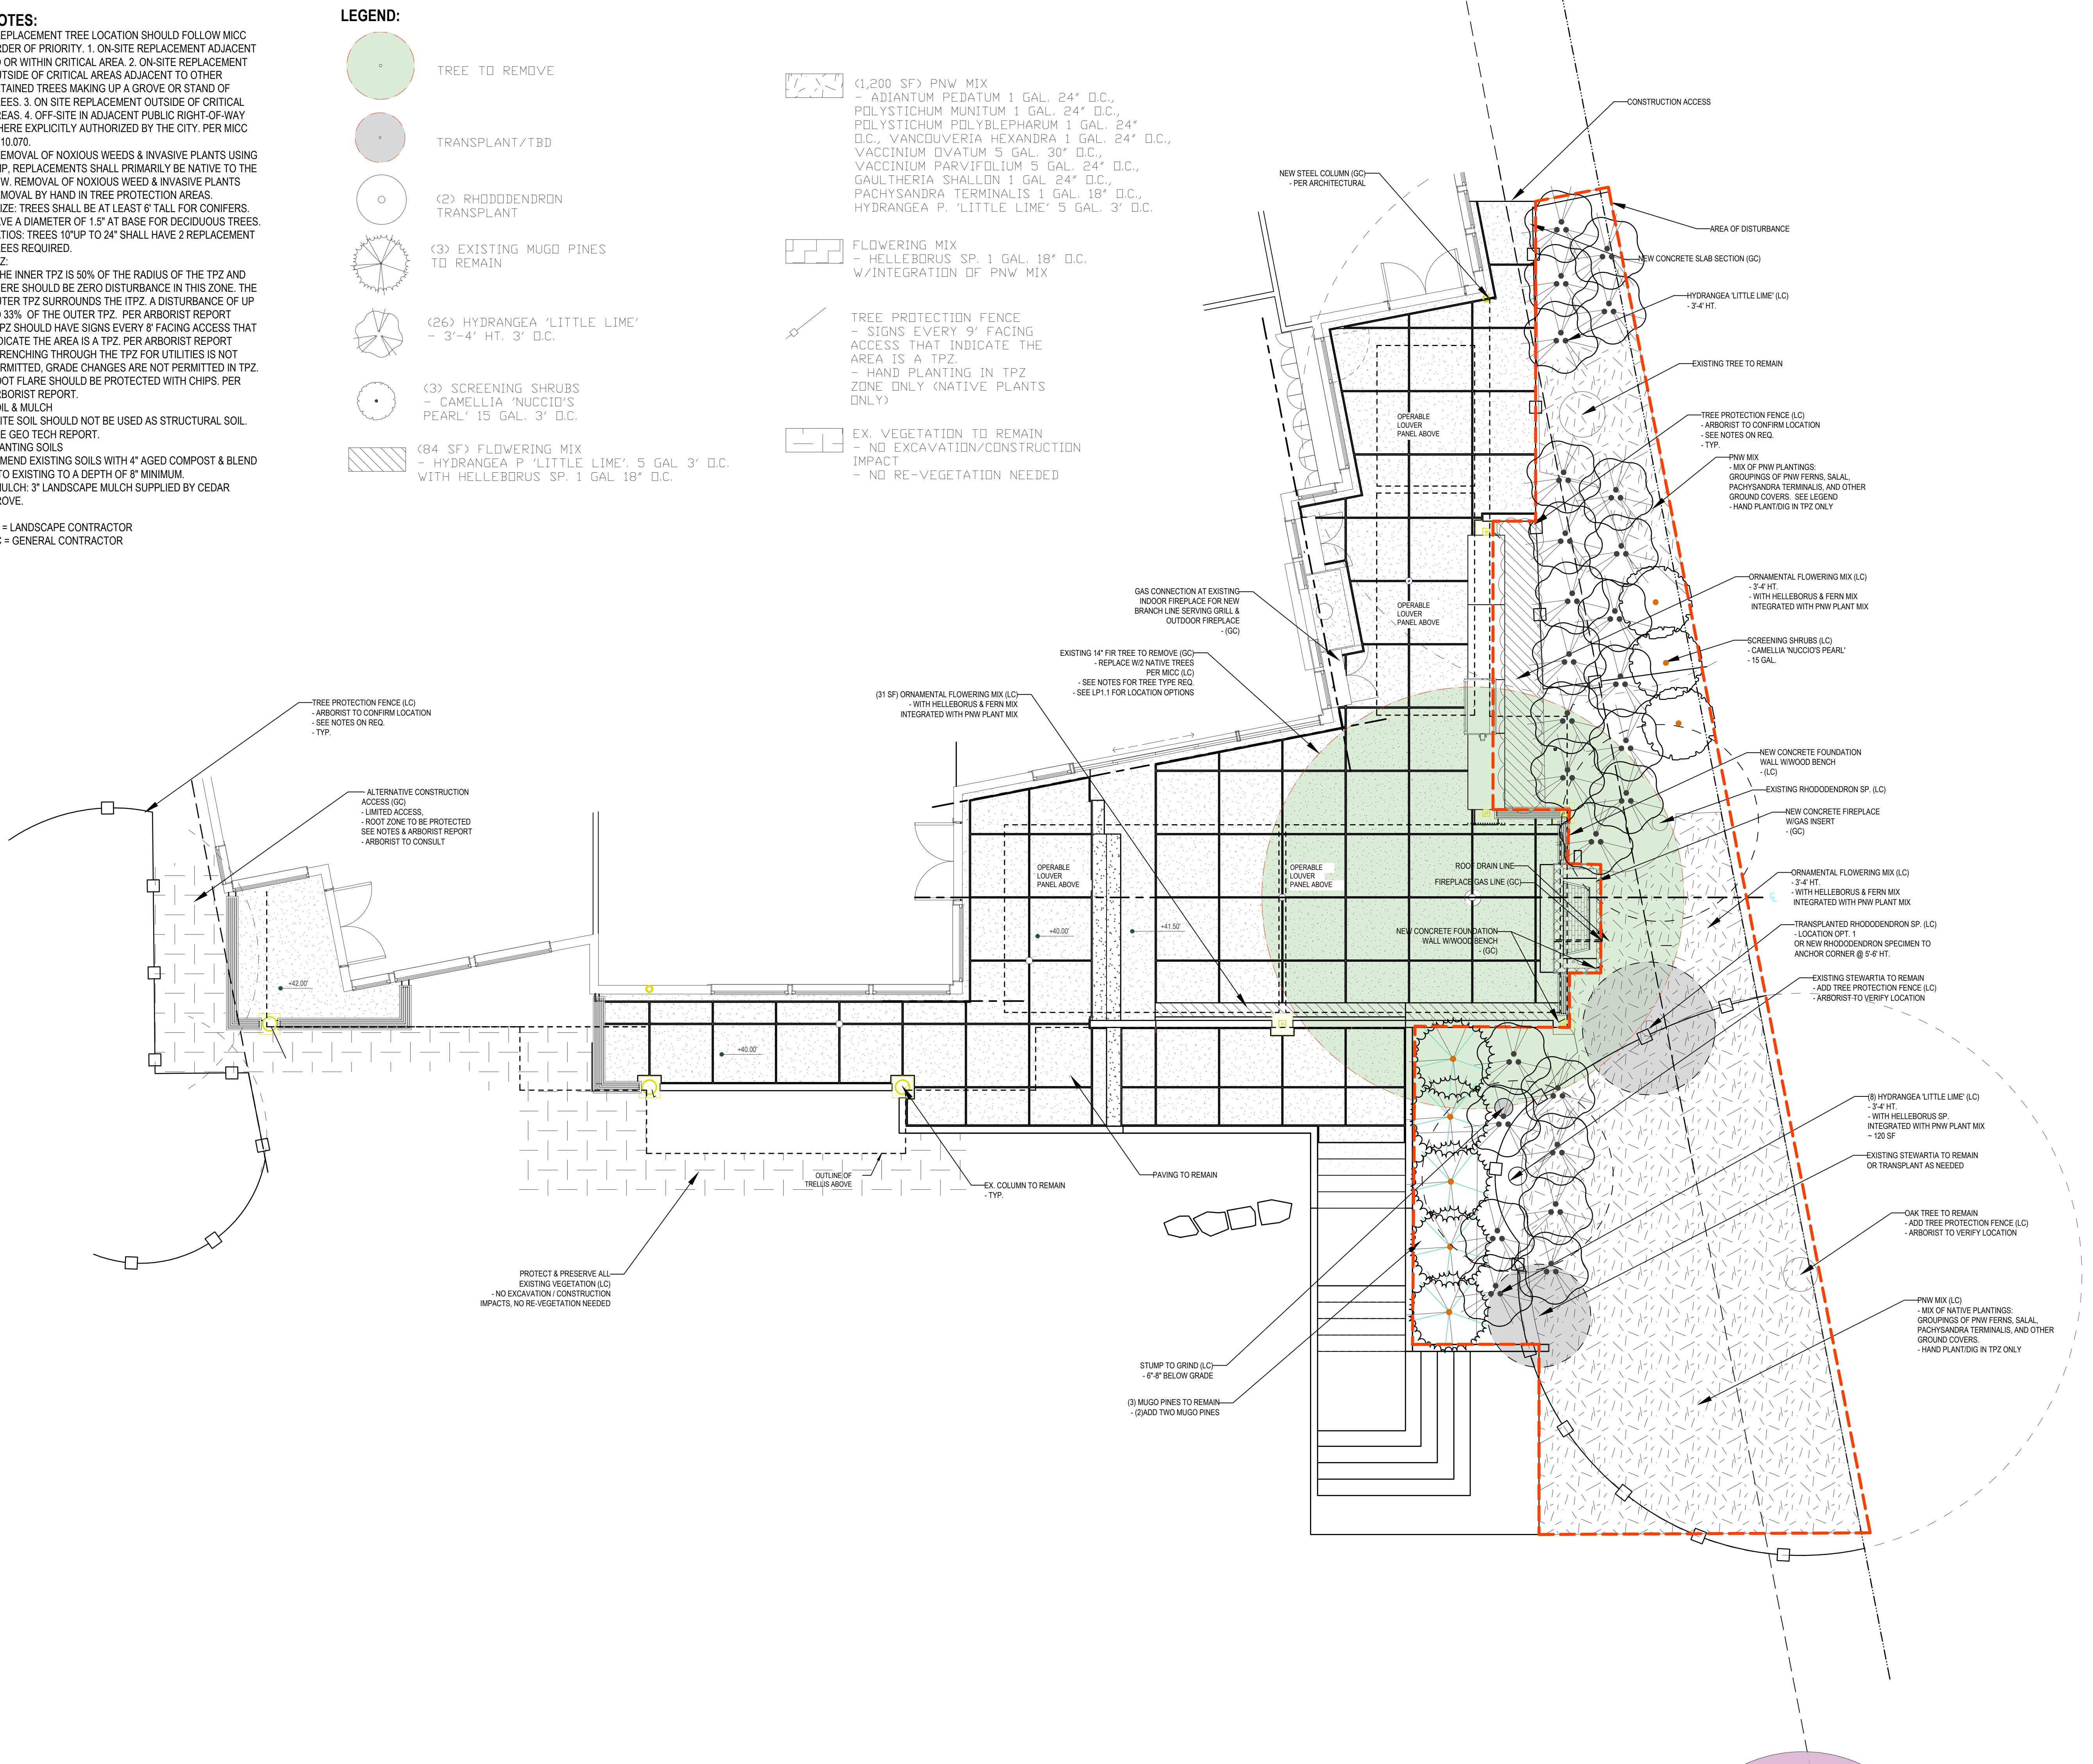 OTES:
EPLACEMENT TREE LOCATION SHOULD FOLLOW MICC
RDER OF PRIORITY. 1. ON-SITE REPLACEMENT ADJACENT
O OR WITHIN CRITICAL AREA. 2. ON-SITE REPLACEMENT
UTSIDE OF CRITICAL AREAS ADJACENT TO OTHER
ETAINED TREES MAKING UP A GROVE OR STAND OF
REES. 3. ON SITE REPLACEMENT OUTSIDE OF CRITICAL
REAS. 4. OFF-SITE IN ADJACENT PUBLIC RIGHT-OF-WAY
HERE EXPLICITLY AUTHORIZED BY THE CITY. PER MICC
.10.070.
EMOVAL OF NOXIOUS WEEDS & INVASIVE PLANTS USING
MP, REPLACEMENTS SHALL PRIMARILY BE NATIVE TO THE
W. REMOVAL OF NOXIOUS WEED & INVASIVE PLANTS
MOVAL BY HAND IN TREE PROTECTION AREAS.
IZE: TREES SHALL BE AT LEAST 6' TALL FOR CONIFERS.
AVE A DIAMETER OF 1.5" AT BASE FOR DECIDUOUS TREES.
ATIOS: TREES 10"UP TO 24" SHALL HAVE 2 REPLACEMENT
REES REQUIRED.
Z:
HE INNER TPZ IS 50% OF THE RADIUS OF THE TPZ AND
ERE SHOULD BE ZERO DISTURBANCE IN THIS ZONE. THE
UTER TPZ SURROUNDS THE ITPZ. A DISTURBANCE OF UP
O 33% OF THE OUTER TPZ. PER ARBORIST REPORT
PZ SHOULD HAVE SIGNS EVERY 8' FACING ACCESS THAT
DICATE THE AREA IS A TPZ. PER ARBORIST REPORT
RENCHING THROUGH THE TPZ FOR UTILITIES IS NOT
RMITTED, GRADE CHANGES ARE NOT PERMITTED IN TPZ.
OOT FLARE SHOULD BE PROTECTED WITH CHIPS. PER
RBORIST REPORT.
OIL & MULCH
ITE SOIL SHOULD NOT BE USED AS STRUCTURAL SOIL.
EE GEO TECH REPORT.
ANTING SOILS
MEND EXISTING SOILS WITH 4" AGED COMPOST & BLEND
TO EXISTING TO A DEPTH OF 8" MINIMUM.
MULCH: 3" LANDSCAPE MULCH SUPPLIED BY CEDAR
ROVE.
= LANDSCAPE CONTRACTOR
C = GENERAL CONTRACTOR
LEGEND:
TREE TO REMOVE
TRANSPLANT/TBD
(2) RHODODENDRON
TRANSPLANT
(3) EXISTING MUGO PINES
TO REMAIN
(26) HYDRANGEA 'LITTLE LIME'
- 3'-4' HT. 3' O.C.
(3) SCREENING SHRUBS
- CAMELLIA 'NUCCIO'S
PEARL' 15 GAL. 3' O.C.
(84 SF) FLOWERING MIX
- HYDRANGEA P 'LITTLE LIME'. 5 GAL 3' O.C.
WITH HELLEBORUS SP. 1 GAL 18" O.C.
(1,200 SF) PNW MIX
- ADIANTUM PEDATUM 1 GAL. 24" O.C.,
POLYSTICHUM MUNITUM 1 GAL. 24" O.C.,
POLYSTICHUM POLYBLEPHARUM 1 GAL. 24"
O.C., VANCOUVERIA HEXANDRA 1 GAL. 24" O.C.,
VACCINIUM OVATUM 5 GAL. 30" O.C.,
VACCINIUM PARVIFOLIUM 5 GAL. 24" O.C.,
GAULTHERIA SHALLON 1 GAL 24" O.C.,
PACHYSANDRA TERMINALIS 1 GAL. 18" O.C.,
HYDRANGEA P. 'LITTLE LIME' 5 GAL. 3' O.C.
FLOWERING MIX
- HELLEBORUS SP. 1 GAL. 18" O.C.
W/INTEGRATION OF PNW MIX
TREE PROTECTION FENCE
- SIGNS EVERY 9' FACING
ACCESS THAT INDICATE THE
AREA IS A TPZ.
- HAND PLANTING IN TPZ
ZONE ONLY (NATIVE PLANTS
ONLY)
EX. VEGETATION TO REMAIN
- NO EXCAVATION/CONSTRUCTION
IMPACT
- NO RE-VEGETATION NEEDED
CONSTRUCTION ACCESS
NEW STEEL COLUMN (GC)
- PER ARCHITECTURAL
AREA OF DISTURBANCE
NEW CONCRETE SLAB SECTION (GC)
HYDRANGEA 'LITTLE LIME' (LC)
- 3'-4' HT.
EXISTING TREE TO REMAIN
TREE PROTECTION FENCE (LC)
- ARBORIST TO CONFIRM LOCATION
- SEE NOTES ON REQ.
- TYP.
PNW MIX
- MIX OF PNW PLANTINGS:
GROUPINGS OF PNW FERNS, SALAL,
PACHYSANDRA TERMINALIS, AND OTHER
GROUND COVERS. SEE LEGEND
- HAND PLANT/DIG IN TPZ ONLY
OPERABLE
LOUVER
PANEL ABOVE
ORNAMENTAL FLOWERING MIX (LC)
- 3'-4' HT.
- WITH HELLEBORUS & FERN MIX
INTEGRATED WITH PNW PLANT MIX
OPERABLE
LOUVER
PANEL ABOVE
GAS CONNECTION AT EXISTING
INDOOR FIREPLACE FOR NEW
BRANCH LINE SERVING GRILL &
OUTDOOR FIREPLACE
- (GC)
SCREENING SHRUBS (LC)
- CAMELLIA 'NUCCIO'S PEARL'
- 15 GAL.
EXISTING 14" FIR TREE TO REMOVE (GC)
- REPLACE W/2 NATIVE TREES
PER MICC (LC)
- SEE NOTES FOR TREE TYPE REQ.
- SEE LP1.1 FOR LOCATION OPTIONS
(31 SF) ORNAMENTAL FLOWERING MIX (LC)
- WITH HELLEBORUS & FERN MIX
INTEGRATED WITH PNW PLANT MIX
TREE PROTECTION FENCE (LC)
- ARBORIST TO CONFIRM LOCATION
- SEE NOTES ON REQ.
- TYP.
ALTERNATIVE CONSTRUCTION
ACCESS (GC)
- LIMITED ACCESS,
- ROOT ZONE TO BE PROTECTED
SEE NOTES & ARBORIST REPORT
- ARBORIST TO CONSULT
NEW CONCRETE FOUNDATION
WALL W/WOOD BENCH
- (LC)
EXISTING RHODODENDRON SP. (LC)
NEW CONCRETE FIREPLACE
W/GAS INSERT
- (GC)
OPERABLE
LOUVER
PANEL ABOVE
OPERABLE
LOUVER
PANEL ABOVE
ROOF DRAIN LINE
FIREPLACE GAS LINE (GC)
ORNAMENTAL FLOWERING MIX (LC)
- 3'-4' HT.
- WITH HELLEBORUS & FERN MIX
INTEGRATED WITH PNW PLANT MIX
+40.00'
+41.50'
NEW CONCRETE FOUNDATION
WALL W/WOOD BENCH
- (GC)
TRANSPLANTED RHODODENDRON SP. (LC)
- LOCATION OPT. 1
OR NEW RHODODENDRON SPECIMEN TO
ANCHOR CORNER @ 5'-6' HT.
+42.00'
EXISTING STEWARTIA TO REMAIN
- ADD TREE PROTECTION FENCE (LC)
- ARBORIST TO VERIFY LOCATION
+40.00'
(8) HYDRANGEA 'LITTLE LIME' (LC)
- 3'-4' HT.
- WITH HELLEBORUS SP.
INTEGRATED WITH PNW PLANT MIX
~ 120 SF
EXISTING STEWARTIA TO REMAIN
OR TRANSPLANT AS NEEDED
OUTLINE OF
TRELLIS ABOVE
EX. COLUMN TO REMAIN
- TYP.
PAVING TO REMAIN
OAK TREE TO REMAIN
- ADD TREE PROTECTION FENCE (LC)
- ARBORIST TO VERIFY LOCATION
PROTECT & PRESERVE ALL
EXISTING VEGETATION (LC)
- NO EXCAVATION / CONSTRUCTION
IMPACTS, NO RE-VEGETATION NEEDED
PNW MIX (LC)
- MIX OF NATIVE PLANTINGS:
GROUPINGS OF PNW FERNS, SALAL,
PACHYSANDRA TERMINALIS, AND OTHER
GROUND COVERS.
- HAND PLANT/DIG IN TPZ ONLY
STUMP TO GRIND (LC)
- 6"-8" BELOW GRADE
(3) MUGO PINES TO REMAIN
- (2)ADD TWO MUGO PINES